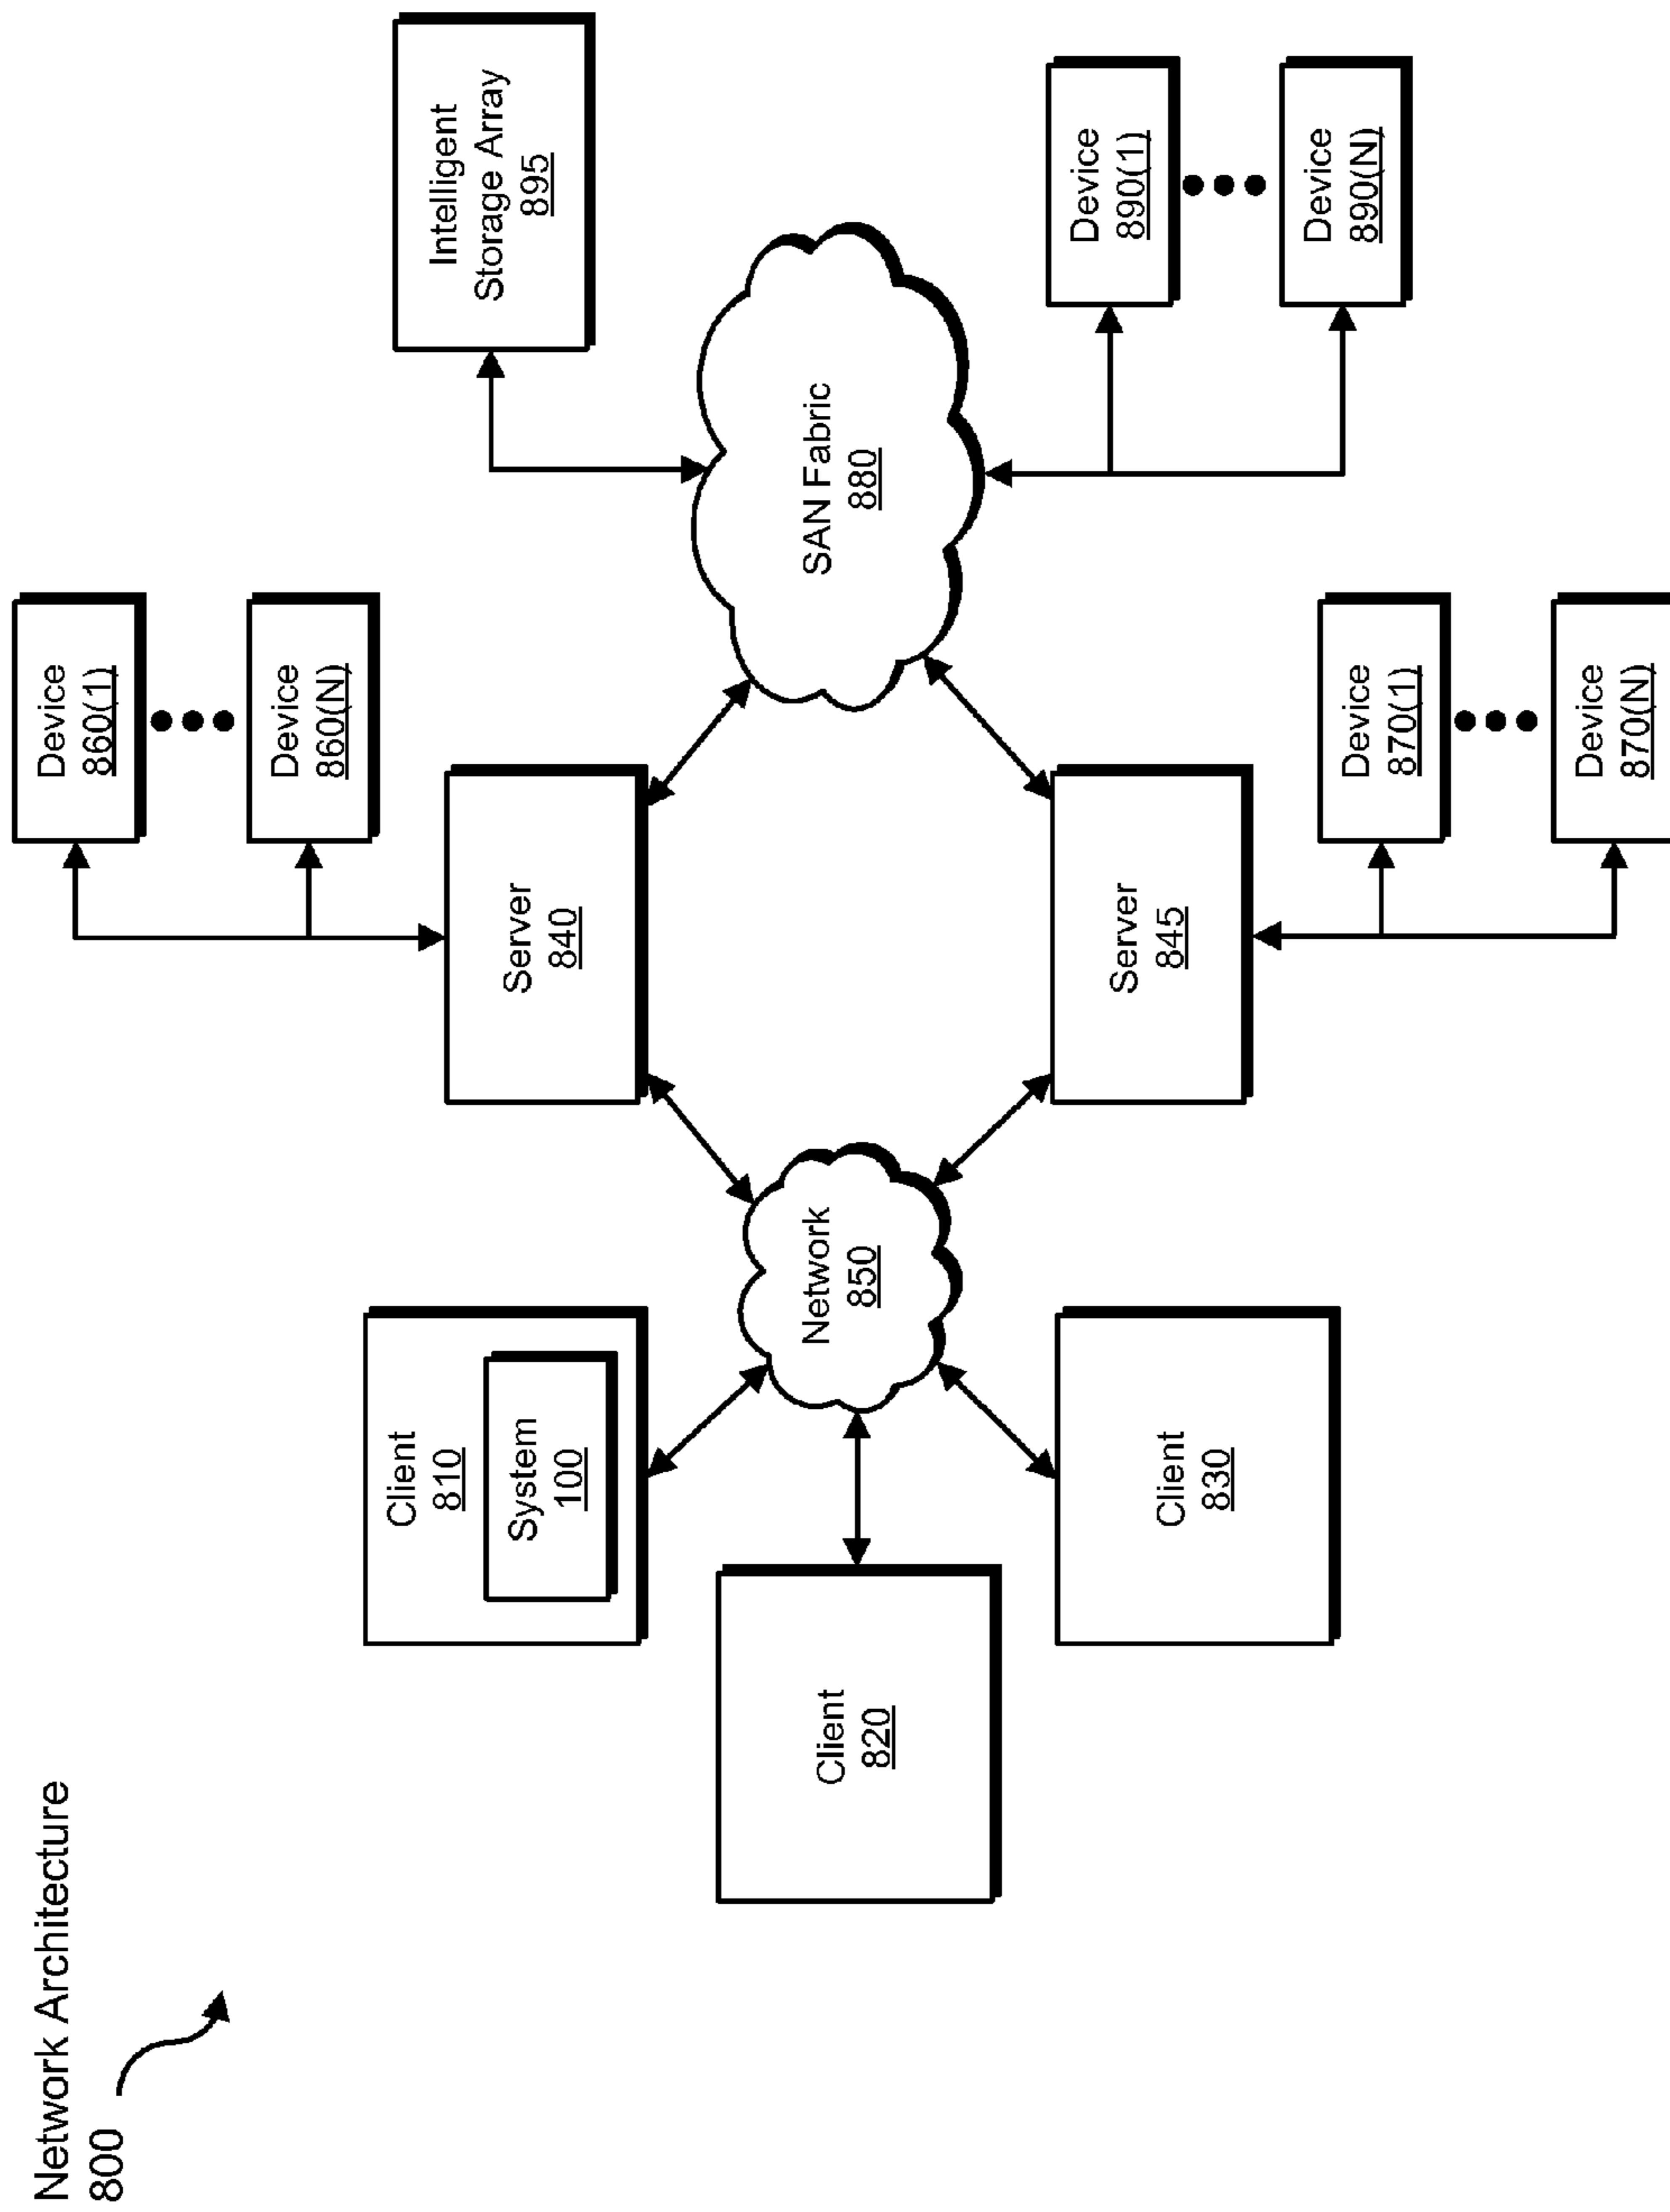 Network Architecture
800
Client
810
System
100
Client
820
Client
830
Network
850
Server
840
Server
845
Device
860(1)
Device
860(N)
Device
870(1)
Device
870(N)
SAN Fabric
880
Intelligent
Storage Array
895
Device
890(1)
Device
890(N)